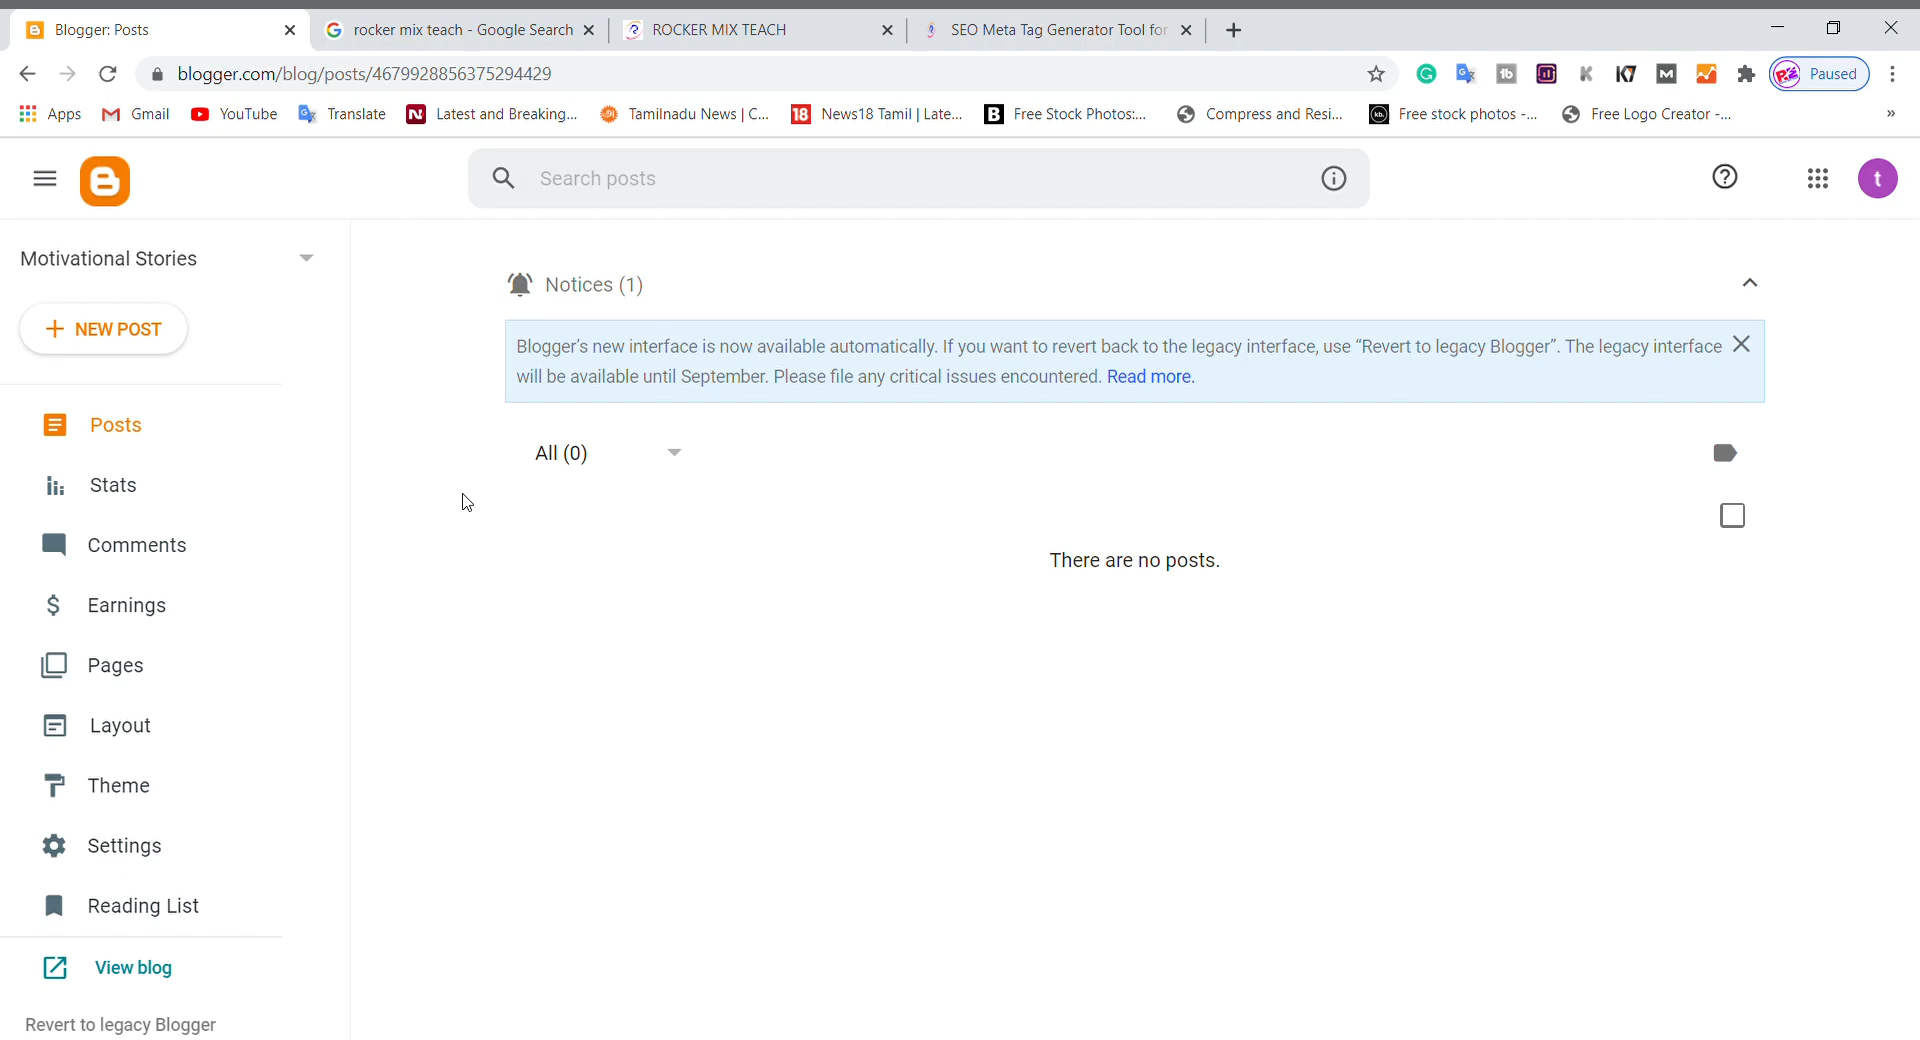 Blogger: Posts
rocker mix teach - Google Search
ROCKER MIX TEACH
SEO Meta Tag Generator Tool for
blogger.com/blog/posts/4679928856375294429
Paused
Apps
Gmail
YouTube
Translate
Latest and Breaking...
Tamilnadu News | C...
News18 Tamil | Late...
Free Stock Photos:...
Compress and Resi...
Free stock photos -...
Free Logo Creator -...
»
Search posts
t
Motivational Stories
NEW POST
Posts
Stats
Comments
Earnings
Pages
Layout
Theme
Settings
Reading List
View blog
Revert to legacy Blogger
Notices (1)
Blogger’s new interface is now available automatically. If you want to revert back to the legacy interface, use “Revert to legacy Blogger”. The legacy interface
will be available until September. Please file any critical issues encountered. Read more.
All (0)
There are no posts.